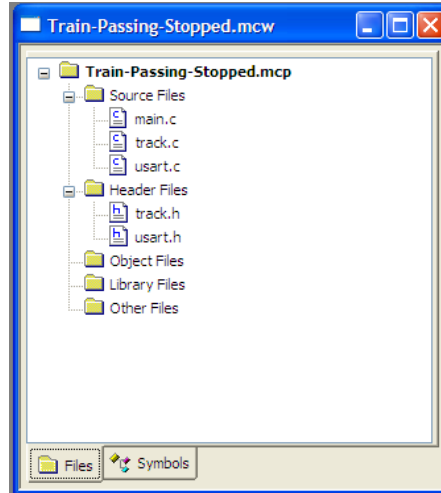 Train-Passing-Stopped.mcw
Train-Passing-Stopped.mcp
Source Files
main.c
track.c
usart.c
Header Files
track.h
usart.h
Object Files
Library Files
Other Files
Files Symbols